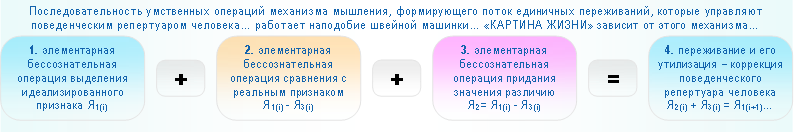 Последовательность умственных операций механизма мышления, формирующего поток единичных переживаний, которые управляют
поведенческим репертуаром человека... работает наподобие швейной машинки... «КАРТИНА ЖИЗНИ» зависит от этого механизма...
1. элементарная
бессознательная
операция выделения
идеализированного
признака Я1(i)
+
2. элементарная
бессознательная
операция сравнения с
реальным признаком
Я1(i) - Я3(i)
+
3. элементарная
бессознательная
операция придания
значения различию
Я2= Я1(i) - Я3(i)
=
4. переживание и его
утилизация – коррекция
поведенческого
репертуара человека
Я2(i) + Я3(i) = Я1(i+1)...